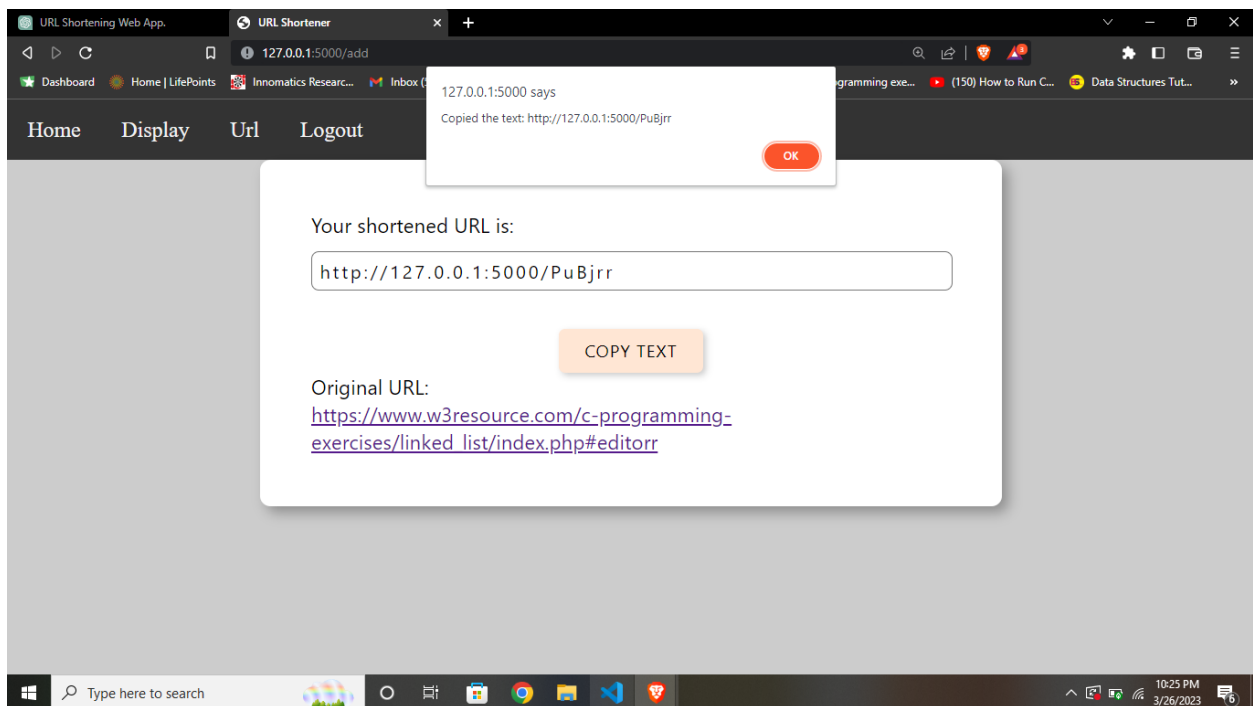 URL Shortening Web App.
URL Shortener
127.0.0.1:5000/add
Dashboard
Home | LifePoints
Innomatics Researc...
Inbox (
gramming exe...
(150) How to Run C...
Data Structures Tut...
»
127.0.0.1:5000 says
Copied the text: http://127.0.0.1:5000/PuBjrr
OK
Home Display Url Logout
Your shortened URL is:
http://127.0.0.1:5000/PuBjrr
COPY TEXT
Original URL:
https://www.w3resource.com/c-programming-
exercises/linked_list/index.php#editorr
Type here to search
10:25 PM
3/26/2023
6